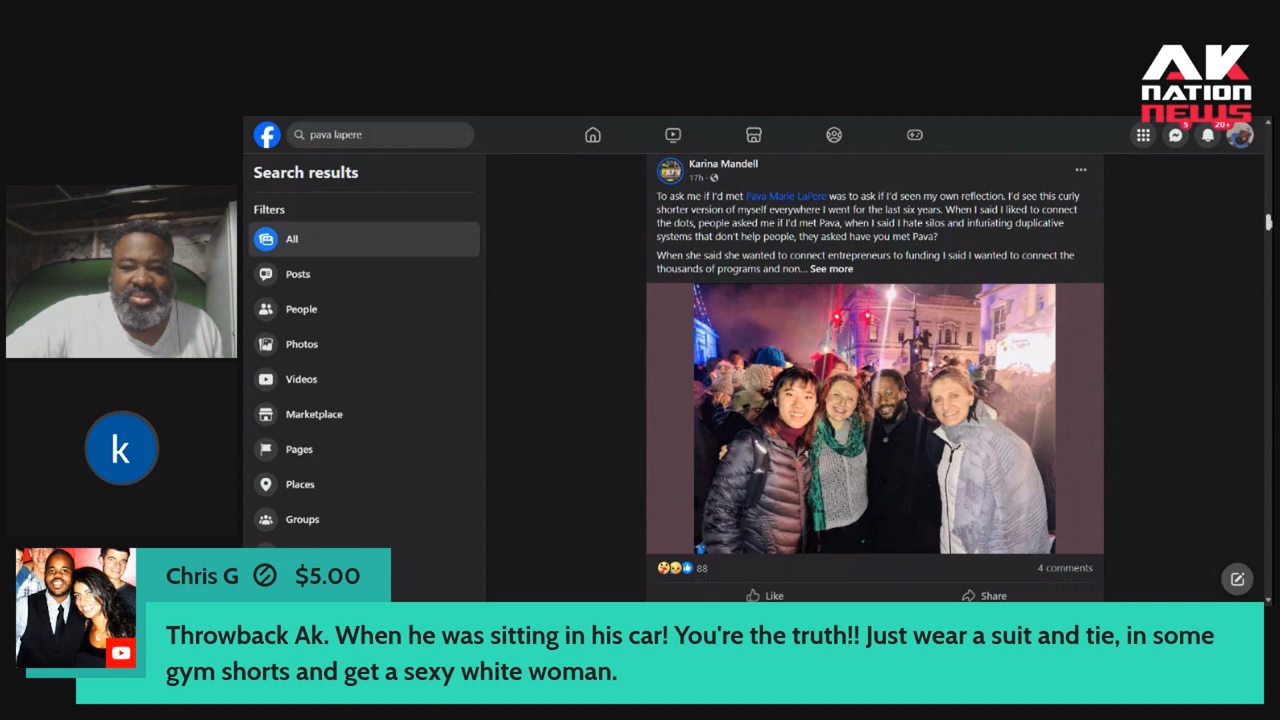 AK
NATION
NEWS
pava lapere
5
20+
Search results
Filters
All
Posts
People
Photos
Videos
Marketplace
Pages
Places
Groups
Karina Mandell
17h ·
To ask me if I'd met Pava Marie LaPere was to ask if I'd seen my own reflection. I'd see this curly
shorter version of myself everywhere I went for the last six years. When I said I liked to connect
the dots, people asked me if I'd met Pava, when I said I hate silos and infuriating duplicative
systems that don't help people, they asked have you met Pava?
When she said she wanted to connect entrepreneurs to funding I said I wanted to connect the
thousands of programs and non... See more
88
4 comments
Like
Share
k
Chris G $5.00
Throwback Ak. When he was sitting in his car! You're the truth!! Just wear a suit and tie, in some
gym shorts and get a sexy white woman.